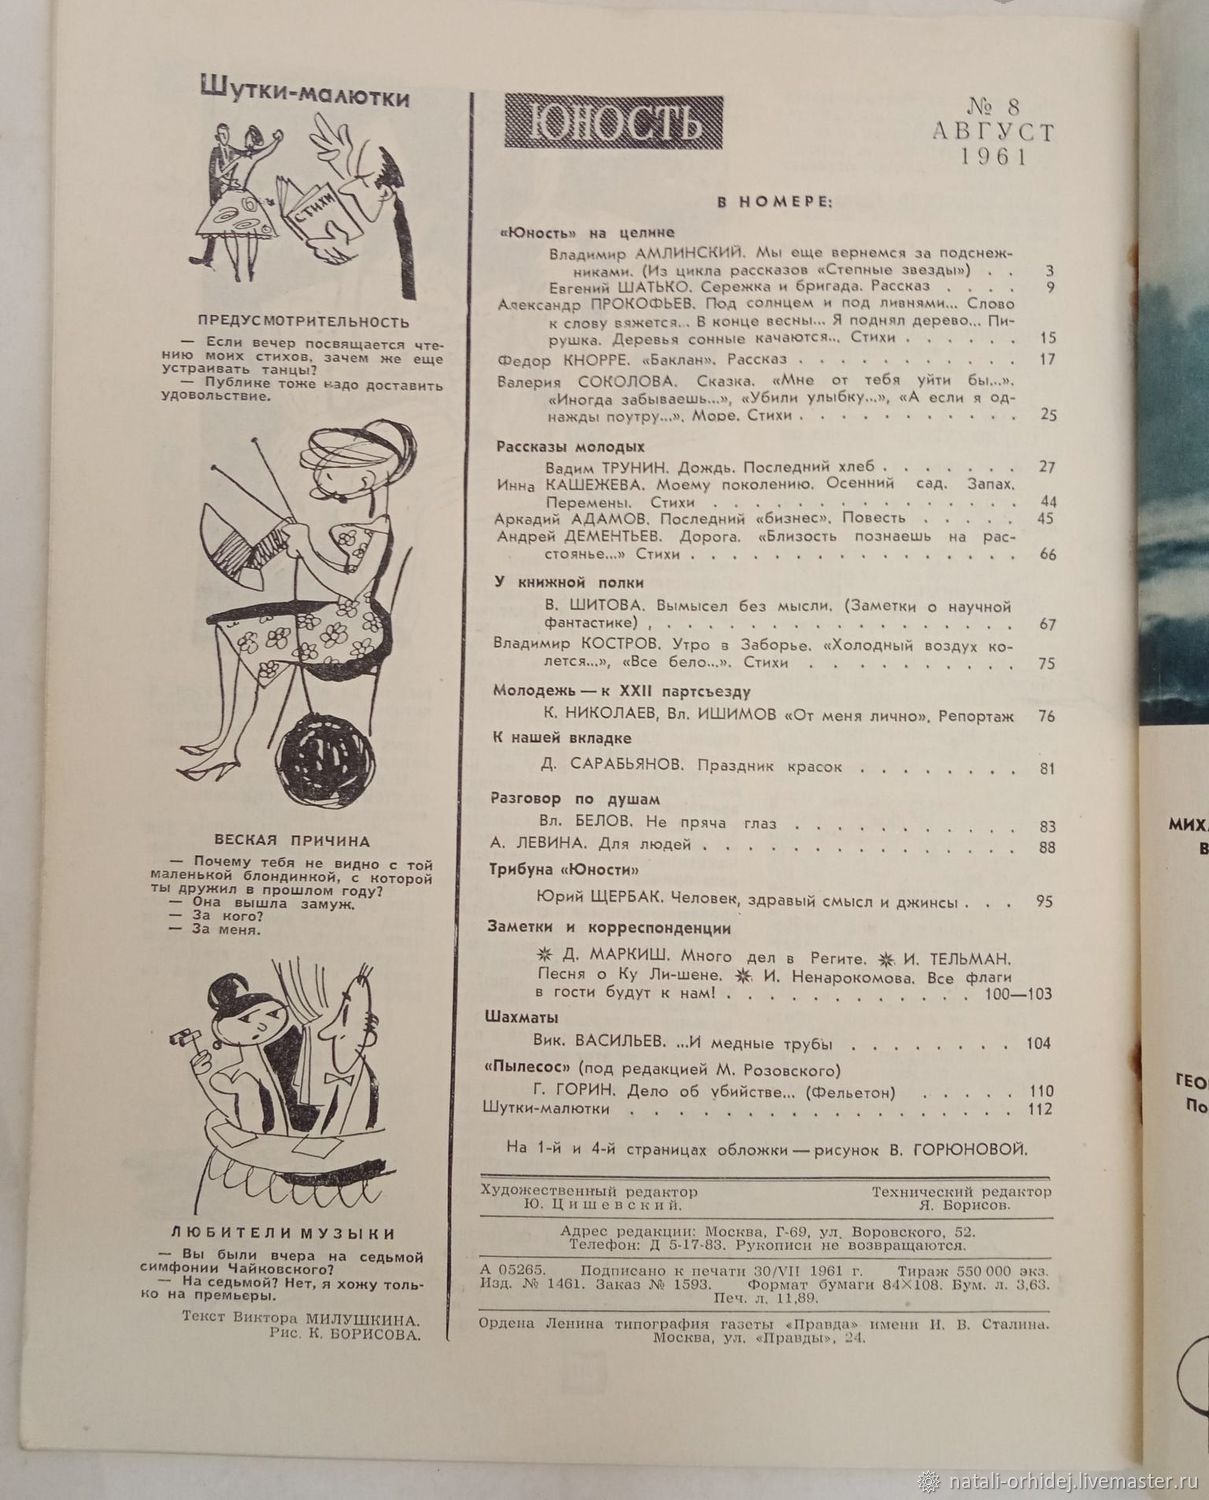 Шутки-малютки
СТИХИ
ПРЕДУСМОТРИТЕЛЬНОСТЬ
— Если вечер посвящается чте-
нию моих стихов, зачем же еще
устраивать танцы?
— Публике тоже надо доставить
удовольствие.
ВЕСКАЯ ПРИЧИНА
— Почему тебя не видно с той
маленькой блондинкой, с которой
ты дружил в прошлом году?
— Она вышла замуж.
— За кого?
— За меня.
ЛЮБИТЕЛИ МУЗЫКИ
— Вы были вчера на седьмой
симфонии Чайковского?
— На седьмой? Нет, я хожу толь-
ко на премьеры.
Текст Виктора МИЛУШКИНА.
Рис. К. БОРИСОВА.
ЮНОСТЬ
№ 8
АВГУСТ
1961
В НОМЕРЕ:
«Юность» на целине
Владимир АМЛИНСКИЙ. Мы еще вернемся за подснеж-
никами. (Из цикла рассказов «Степные звезды») . . 3
Евгений ШАТЬКО. Сережка и бригада. Рассказ . . . . 9
Александр ПРОКОФЬЕВ. Под солнцем и под ливнями... Слово
к слову вяжется... В конце весны... Я поднял дерево... Пи-
рушка. Деревья сонные качаются... Стихи . . . . . . 15
Федор КНОРРЕ. «Баклан». Рассказ . . . . . . . . . . . 17
Валерия СОКОЛОВА. Сказка. «Мне от тебя уйти бы...».
«Иногда забываешь...», «Убили улыбку...», «А если я од-
нажды поутру...». Море. Стихи . . . . . . . . . . . 25
Рассказы молодых
Вадим ТРУНИН. Дождь. Последний хлеб . . . . . . . 27
Инна КАШЕЖЕВА. Моему поколению. Осенний сад. Запах.
Перемены. Стихи . . . . . . . . . . . . . . . 44
Аркадий АДАМОВ. Последний «бизнес». Повесть . . . . . 45
Андрей ДЕМЕНТЬЕВ. Дорога. «Близость познаешь на рас-
стоянье...» Стихи . . . . . . . . . . . . . . . . 66
У книжной полки
В. ШИТОВА. Вымысел без мысли. (Заметки о научной
фантастике) , . . . . . . . . . . . . . . . . . 67
Владимир КОСТРОВ. Утро в Заборье. «Холодный воздух ко-
лется...», «Все бело...». Стихи . . . . . . . . . . 75
Молодежь — к XXII партсъезду
К. НИКОЛАЕВ, Вл. ИШИМОВ «От меня лично». Репортаж 76
К нашей вкладке
Д. САРАБЬЯНОВ. Праздник красок . . . . . . . . 81
Разговор по душам
Вл. БЕЛОВ. Не пряча глаз . . . . . . . . . . . 83
А. ЛЕВИНА. Для людей . . . . . . . . . . . . . . . 88
Трибуна «Юности»
Юрий ЩЕРБАК. Человек, здравый смысл и джинсы . . . 95
Заметки и корреспонденции
✵ Д. МАРКИШ. Много дел в Регите. ✵ И. ТЕЛЬМАН.
Песня о Ку Ли-шене. ✵ И. Ненарокомова. Все флаги
в гости будут к нам! . . . . . . . . . . . . 100—103
Шахматы
Вик. ВАСИЛЬЕВ. ...И медные трубы . . . . . . . . 104
«Пылесос» (под редакцией М. Розовского)
Г. ГОРИН. Дело об убийстве... (Фельетон) . . . . . 110
Шутки-малютки . . . . . . . . . . . . . . . . . . 112
На 1-й и 4-й страницах обложки — рисунок В. ГОРЮНОВОЙ.
Художественный редактор
Ю. Цишевский.
Технический редактор
Я. Борисов.
Адрес редакции: Москва, Г-69, ул. Воровского, 52.
Телефон: Д 5-17-83. Рукописи не возвращаются.
А 05265. Подписано к печати 30/VII 1961 г. Тираж 550 000 экз.
Изд. № 1461. Заказ № 1593. Формат бумаги 84×108. Бум. л. 3,63.
Печ. л. 11,89.
Ордена Ленина типография газеты «Правда» имени И. В. Сталина.
Москва, ул. «Правды», 24.
МИХ
В
ГЕО
По
natali-orhidej.livemaster.ru